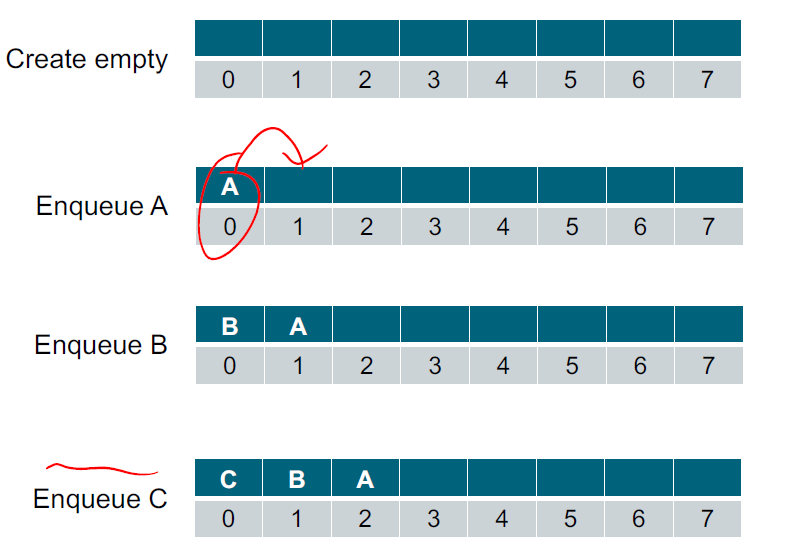 Create empty
0 1 2 3 4 5 6 7
Enqueue A
A
0 1 2 3 4 5 6 7
Enqueue B
B A
0 1 2 3 4 5 6 7
Enqueue C
C B A
0 1 2 3 4 5 6 7